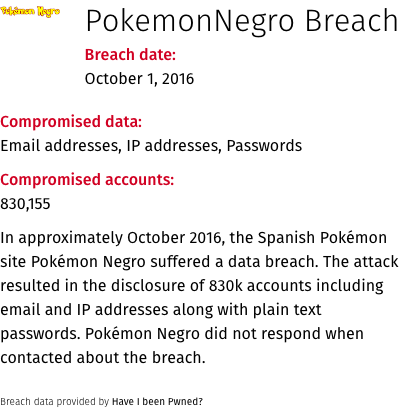 Pokémon Negro
PokemonNegro Breach
Breach date:
October 1, 2016
Compromised data:
Email addresses, IP addresses, Passwords
Compromised accounts:
830,155
In approximately October 2016, the Spanish Pokémon
site Pokémon Negro suffered a data breach. The attack
resulted in the disclosure of 830k accounts including
email and IP addresses along with plain text
passwords. Pokémon Negro did not respond when
contacted about the breach.
Breach data provided by Have I been Pwned?